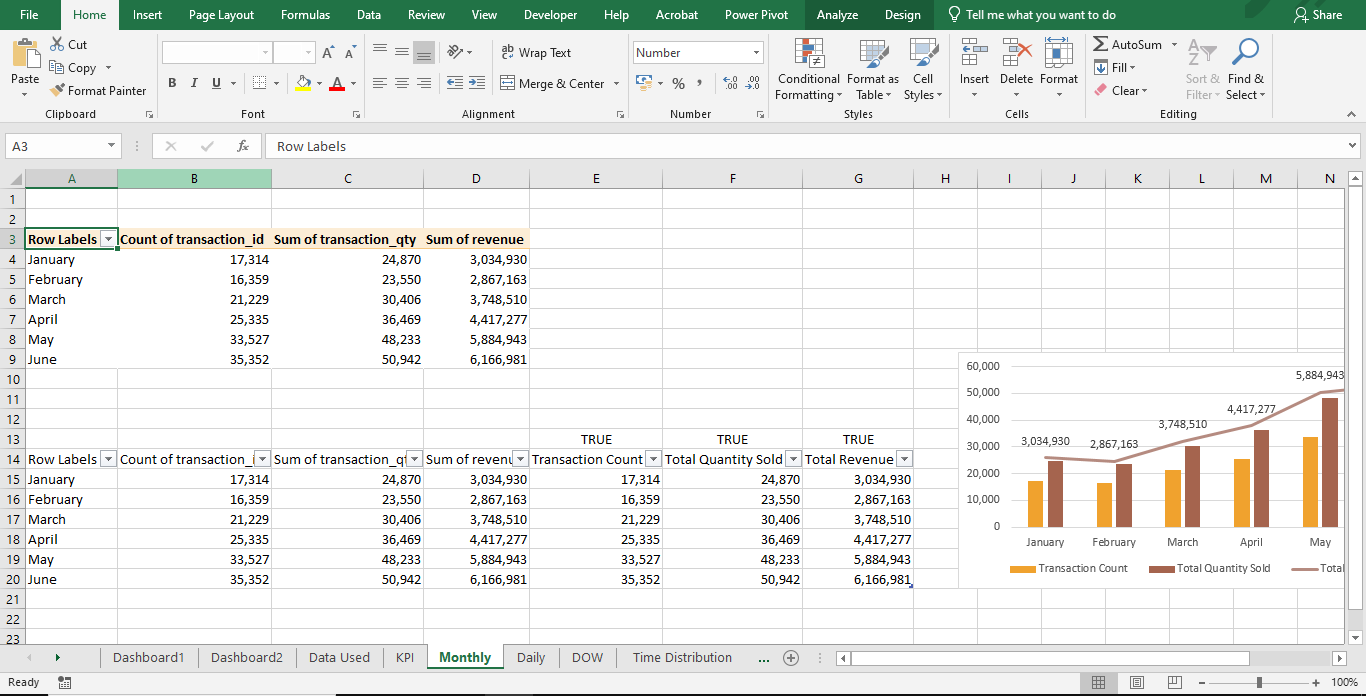 File Home Insert Page Layout Formulas Data Review View Developer Help Acrobat Power Pivot Analyze Design Tell me what you want to do Share
Paste Cut Copy Format Painter
B I U A A A
ab Wrap Text
Merge & Center
Number
% , .00
Conditional Formatting Format as Table Cell Styles
Insert Delete Format
AutoSum Fill Clear
Sort & Filter Find & Select
Clipboard Font Alignment Number Styles Cells Editing
A3 fx Row Labels
A B C D E F G H I J K L M N
1
2
3 Row Labels Count of transaction_id Sum of transaction_qty Sum of revenue
4 January 17,314 24,870 3,034,930
5 February 16,359 23,550 2,867,163
6 March 21,229 30,406 3,748,510
7 April 25,335 36,469 4,417,277
8 May 33,527 48,233 5,884,943
9 June 35,352 50,942 6,166,981
10
11
12
13 TRUE TRUE TRUE
14 Row Labels Count of transaction_i Sum of transaction_qt Sum of revenu Transaction Count Total Quantity Sold Total Revenue
15 January 17,314 24,870 3,034,930 17,314 24,870 3,034,930
16 February 16,359 23,550 2,867,163 16,359 23,550 2,867,163
17 March 21,229 30,406 3,748,510 21,229 30,406 3,748,510
18 April 25,335 36,469 4,417,277 25,335 36,469 4,417,277
19 May 33,527 48,233 5,884,943 33,527 48,233 5,884,943
20 June 35,352 50,942 6,166,981 35,352 50,942 6,166,981
21
22
23
60,000
50,000
40,000
30,000
20,000
10,000
0
3,034,930 2,867,163 3,748,510 4,417,277 5,884,943
January February March April May
Transaction Count Total Quantity Sold Total
Dashboard1 Dashboard2 Data Used KPI Monthly Daily DOW Time Distribution ...
Ready 100%